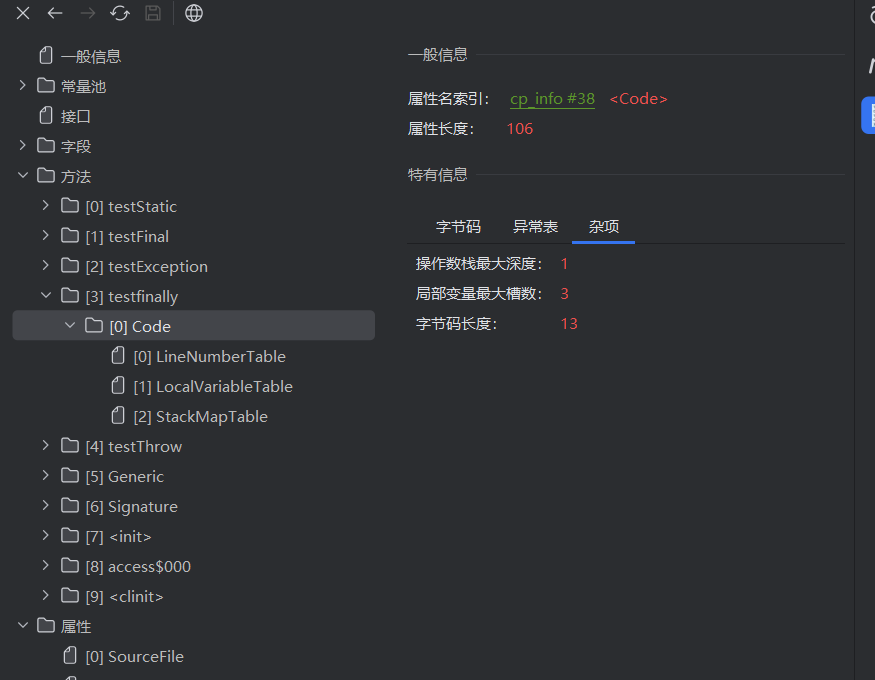 一般信息
常量池
接口
字段
方法
[0] testStatic
[1] testFinal
[2] testException
[3] testfinally
[0] Code
[0] LineNumberTable
[1] LocalVariableTable
[2] StackMapTable
[4] testThrow
[5] Generic
[6] Signature
[7] <init>
[8] access$000
[9] <clinit>
属性
[0] SourceFile
一般信息
属性名索引： cp_info #38 <Code>
属性长度： 106
特有信息
字节码 异常表 杂项
操作数栈最大深度： 1
局部变量最大槽数： 3
字节码长度： 13